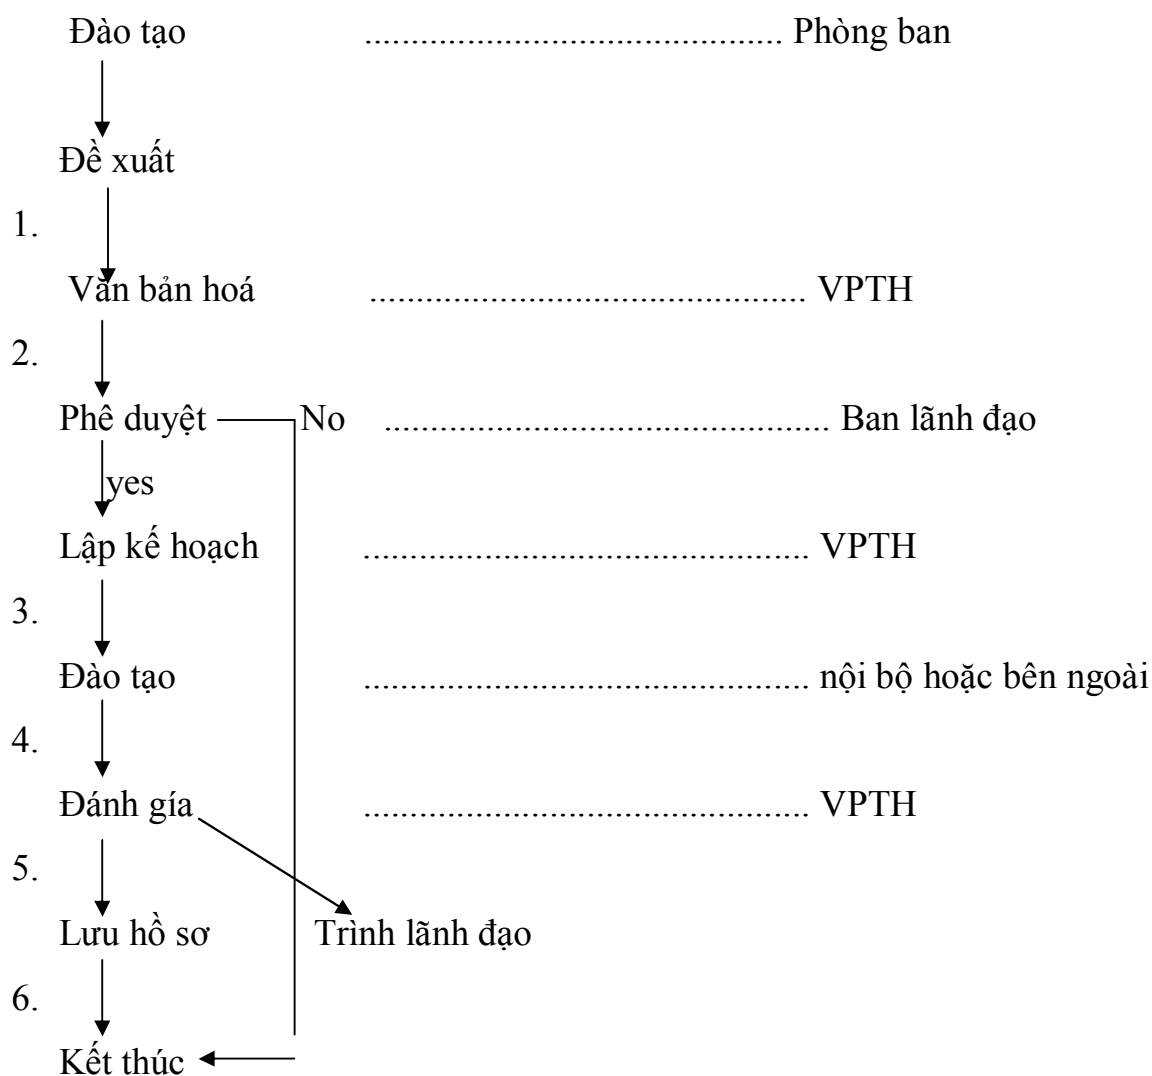 Đào tạo ............................................. Phòng ban
Đề xuất
1.
Văn bản hoá ............................................... VPTH
2.
Phê duyệt No ................................................ Ban lãnh đạo
yes
Lập kế hoạch ................................................ VPTH
3.
Đào tạo ................................................ nội bộ hoặc bên ngoài
4.
Đánh gía ................................................ VPTH
5.
Lưu hồ sơ Trình lãnh đạo
6.
Kết thúc